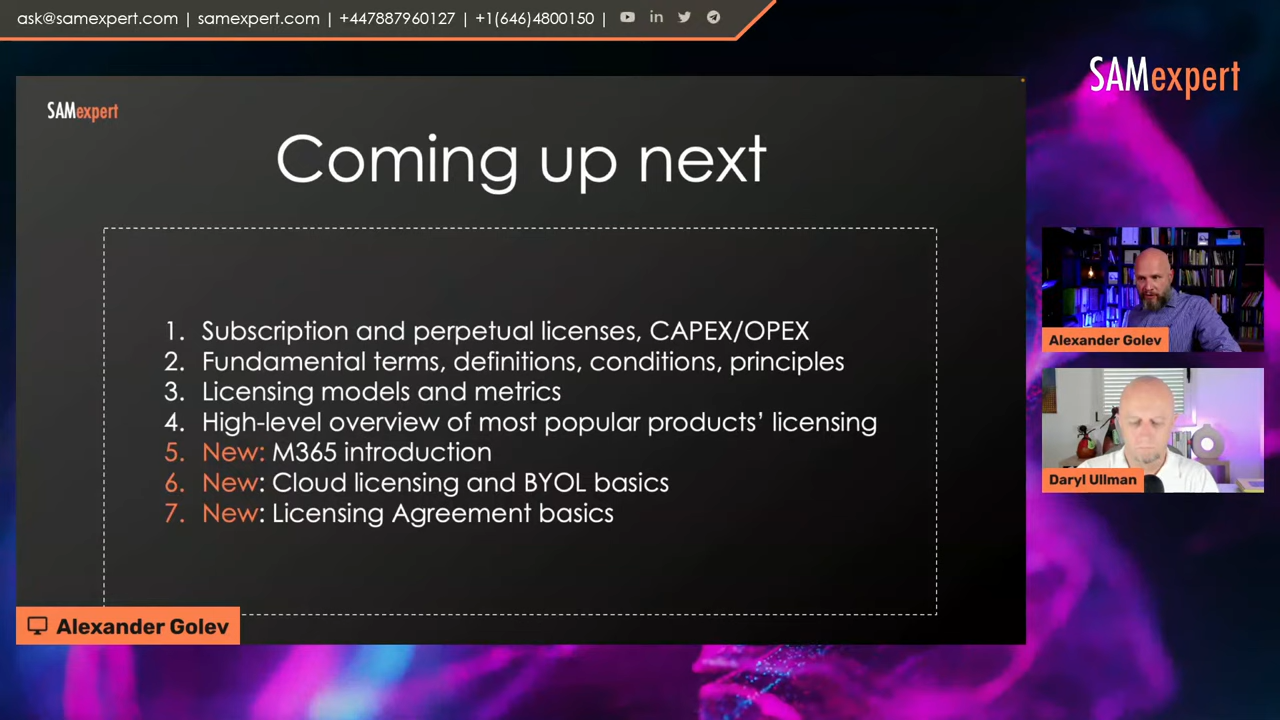 ask@samexpert.com | samexpert.com | +447887960127 | +1(646)4800150 |
SAMexpert
SAMexpert
Coming up next
1. Subscription and perpetual licenses, CAPEX/OPEX
2. Fundamental terms, definitions, conditions, principles
3. Licensing models and metrics
4. High-level overview of most popular products’ licensing
5. New: M365 introduction
6. New: Cloud licensing and BYOL basics
7. New: Licensing Agreement basics
Alexander Golev
Alexander Golev
Daryl Ullman